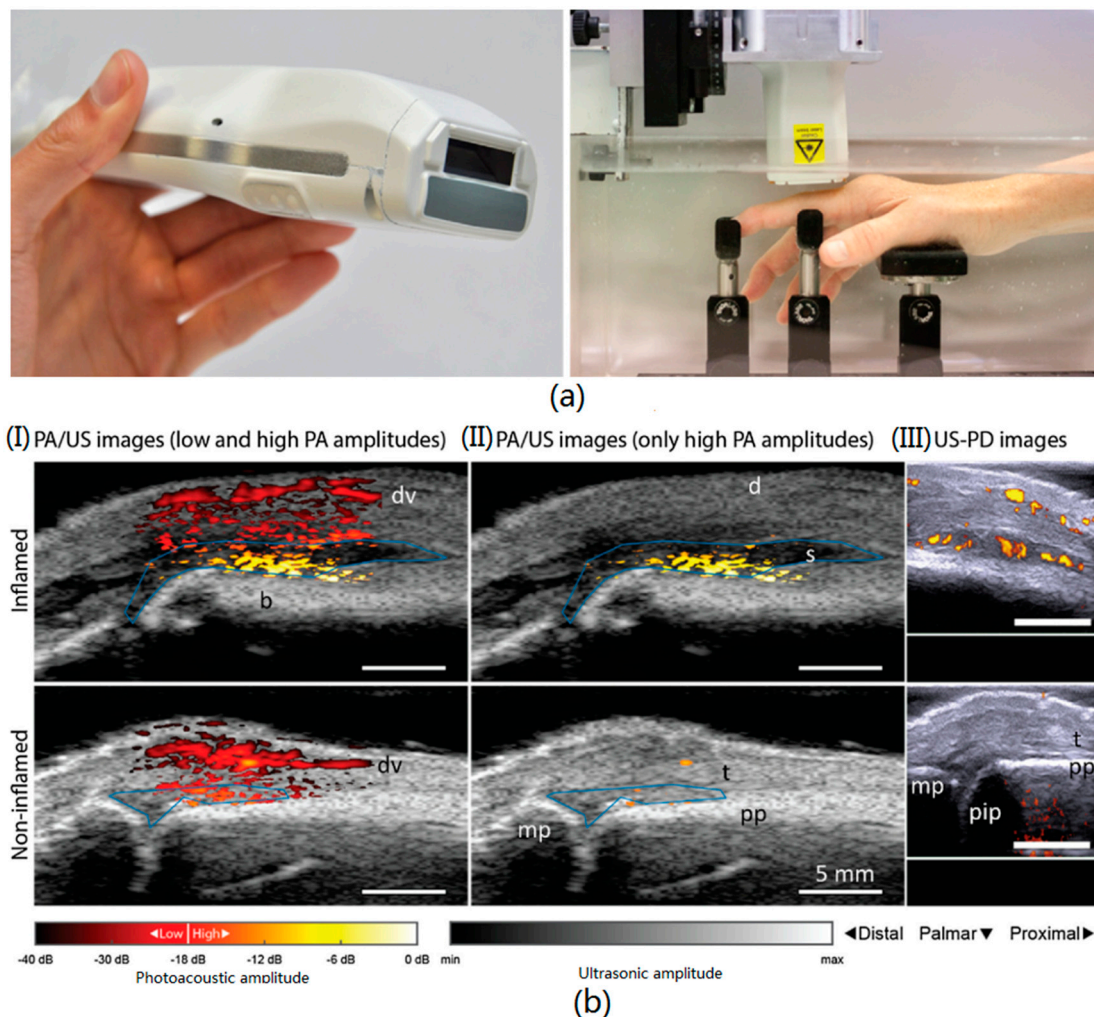 (a)
(I) PA/US images (low and high PA amplitudes)
(II) PA/US images (only high PA amplitudes)
(III) US-PD images
Inflamed
dv
b
d
s
Non-inflamed
dv
mp
t
pp
5 mm
t
pp
mp
pip
◄Low High►
-40 dB -30 dB -18 dB -12 dB -6 dB 0 dB
Photoacoustic amplitude
min max
Ultrasonic amplitude
◄Distal Palmar▼ Proximal►
(b)